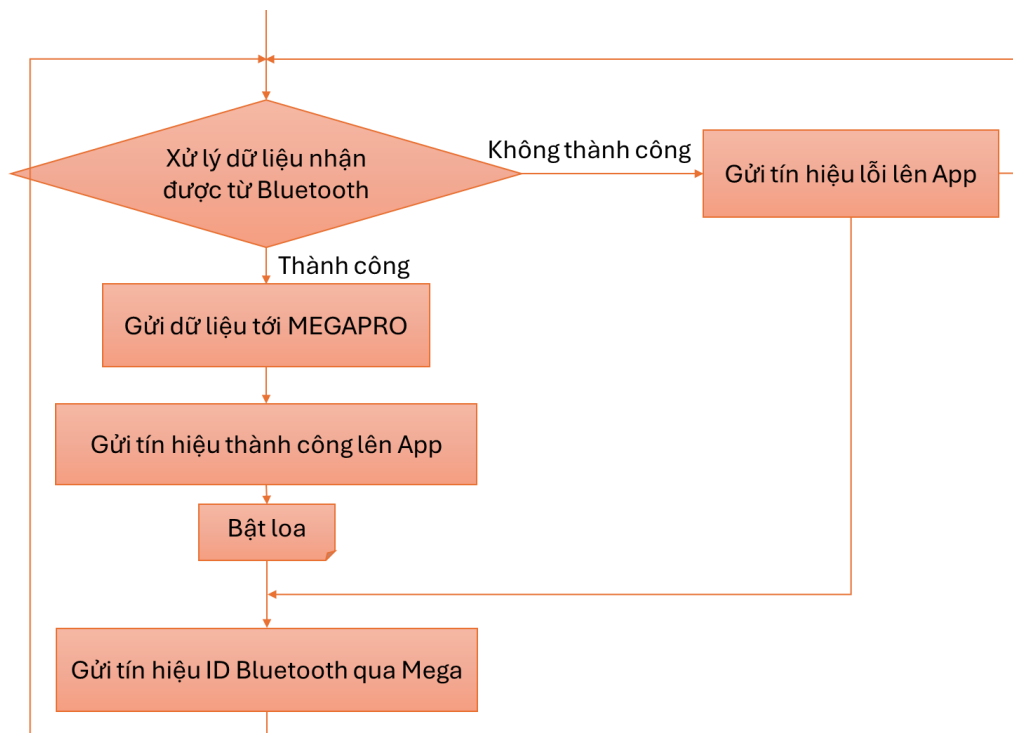 Xử lý dữ liệu nhận
được từ Bluetooth
Không thành công
Gửi tín hiệu lỗi lên App
Thành công
Gửi dữ liệu tới MEGAPRO
Gửi tín hiệu thành công lên App
Bật loa
Gửi tín hiệu ID Bluetooth qua Mega